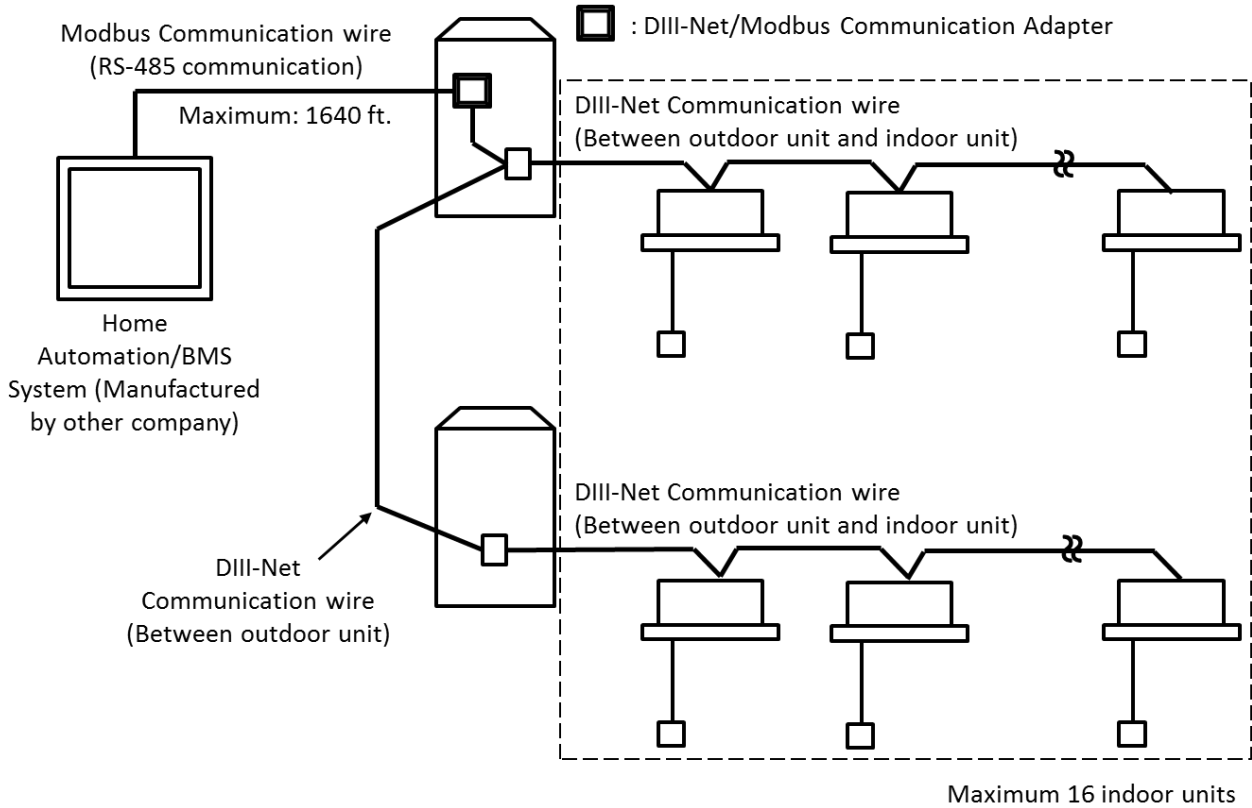 Modbus Communication wire
(RS-485 communication)
Maximum: 1640 ft.
: DIII-Net/Modbus Communication Adapter
DIII-Net Communication wire
(Between outdoor unit and indoor unit)
Home
Automation/BMS
System (Manufactured
by other company)
DIII-Net Communication wire
(Between outdoor unit and indoor unit)
DIII-Net
Communication wire
(Between outdoor unit)
Maximum 16 indoor units